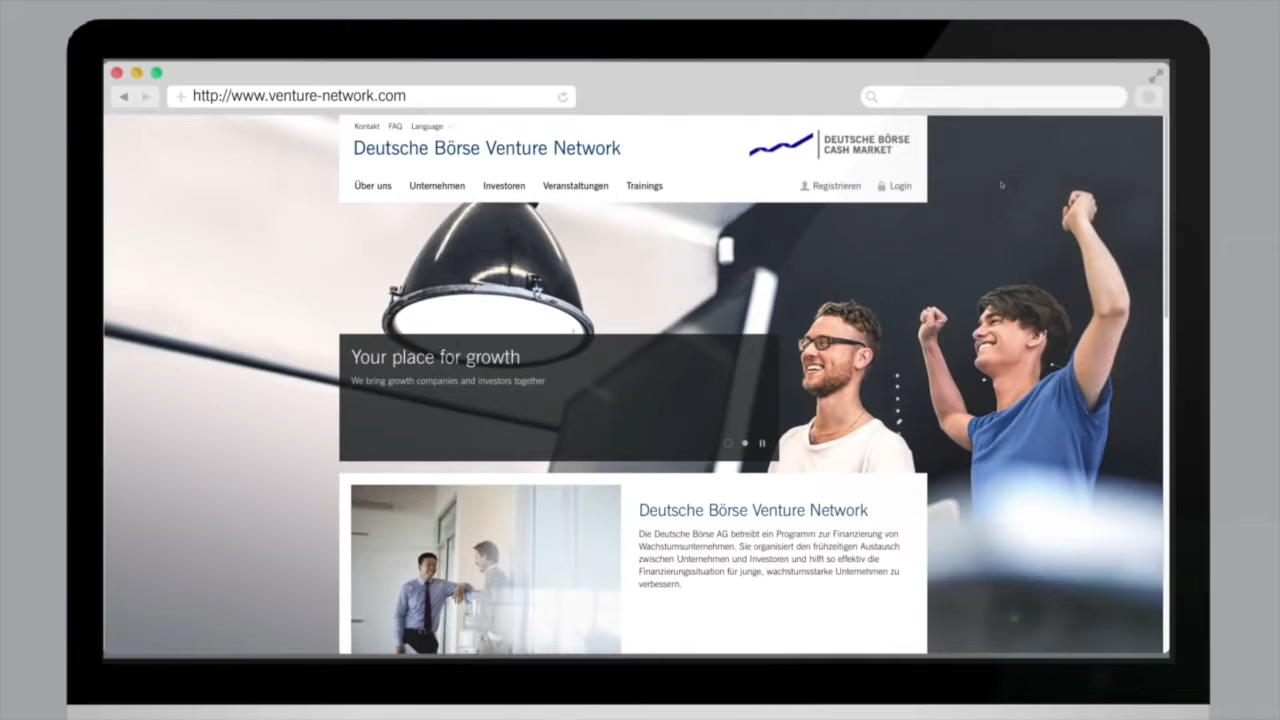 http://www.venture-network.com
Kontakt FAQ Language
Deutsche Börse Venture Network
DEUTSCHE BÖRSE
CASH MARKET
Über uns Unternehmen Investoren Veranstaltungen Trainings
Registrieren Login
Your place for growth
We bring growth companies and investors together
Deutsche Börse Venture Network
Die Deutsche Börse AG betreibt ein Programm zur Finanzierung von
Wachstumsunternehmen. Sie organisiert den frühzeitigen Austausch
zwischen Unternehmen und Investoren und hilft so effektiv die
Finanzierungssituation für junge, wachstumsstarke Unternehmen zu
verbessern.